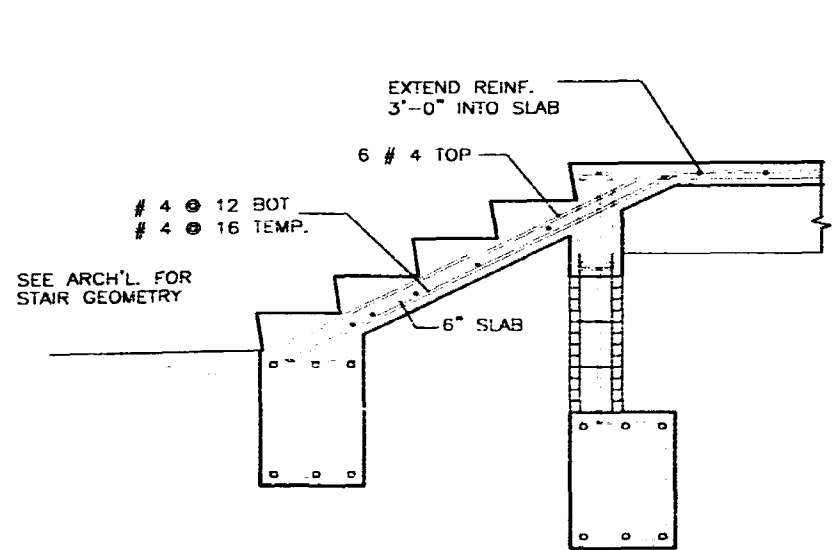 EXTEND REINF.
3'-0" INTO SLAB
6 # 4 TOP
# 4 @ 12 BOT
# 4 @ 16 TEMP.
SEE ARCH'L. FOR
STAIR GEOMETRY
6" SLAB